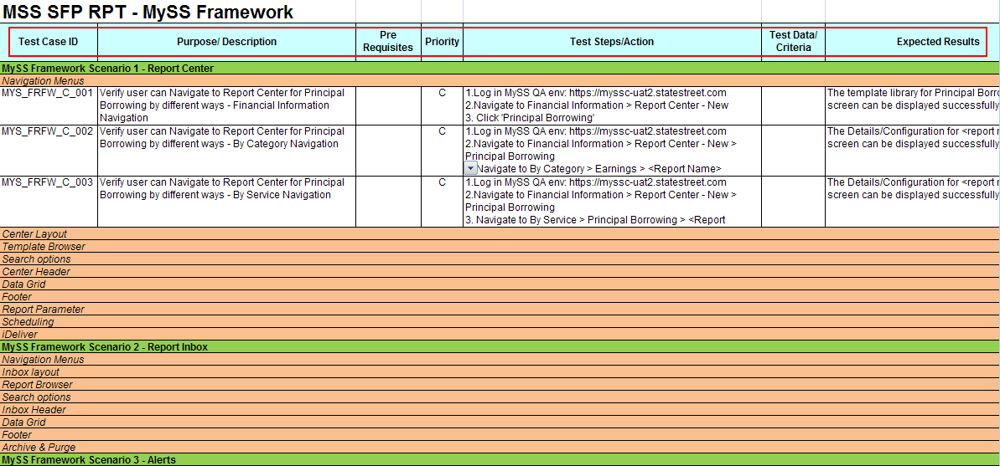 MSS SFP RPT - MySS Framework
Test Case ID Purpose/ Description Pre Requisites Priority Test Steps/Action Test Data/ Criteria Expected Results
MySS Framework Scenario 1 - Report Center
Navigation Menus
MYS_FRFW_C_001 Verify user can Navigate to Report Center for Principal C 1.Log in MySS QA env: https://myssc-uat2.statestreet.com The template library for Principal Borro
Borrowing by different ways - Financial Information 2.Navigate to Financial Information > Report Center - New screen can be displayed successfully
Navigation 3. Click 'Principal Borrowing'
MYS_FRFW_C_002 Verify user can Navigate to Report Center for Principal C 1.Log in MySS QA env: https://myssc-uat2.statestreet.com The Details/Configuration for <report n
Borrowing by different ways - By Category Navigation 2.Navigate to Financial Information > Report Center - New > screen can be displayed successfully
Principal Borrowing
Navigate to By Category > Earnings > <Report Name>
MYS_FRFW_C_003 Verify user can Navigate to Report Center for Principal C 1.Log in MySS QA env: https://myssc-uat2.statestreet.com The Details/Configuration for <report n
Borrowing by different ways - By Service Navigation 2.Navigate to Financial Information > Report Center - New > screen can be displayed successfully
Principal Borrowing
3. Navigate to By Service > Principal Borrowing > <Report
Center Layout
Template Browser
Search options
Center Header
Data Grid
Footer
Report Parameter
Scheduling
iDeliver
MySS Framework Scenario 2 - Report Inbox
Navigation Menus
Inbox layout
Report Browser
Search options
Inbox Header
Data Grid
Footer
Archive & Purge
MySS Framework Scenario 3 - Alerts